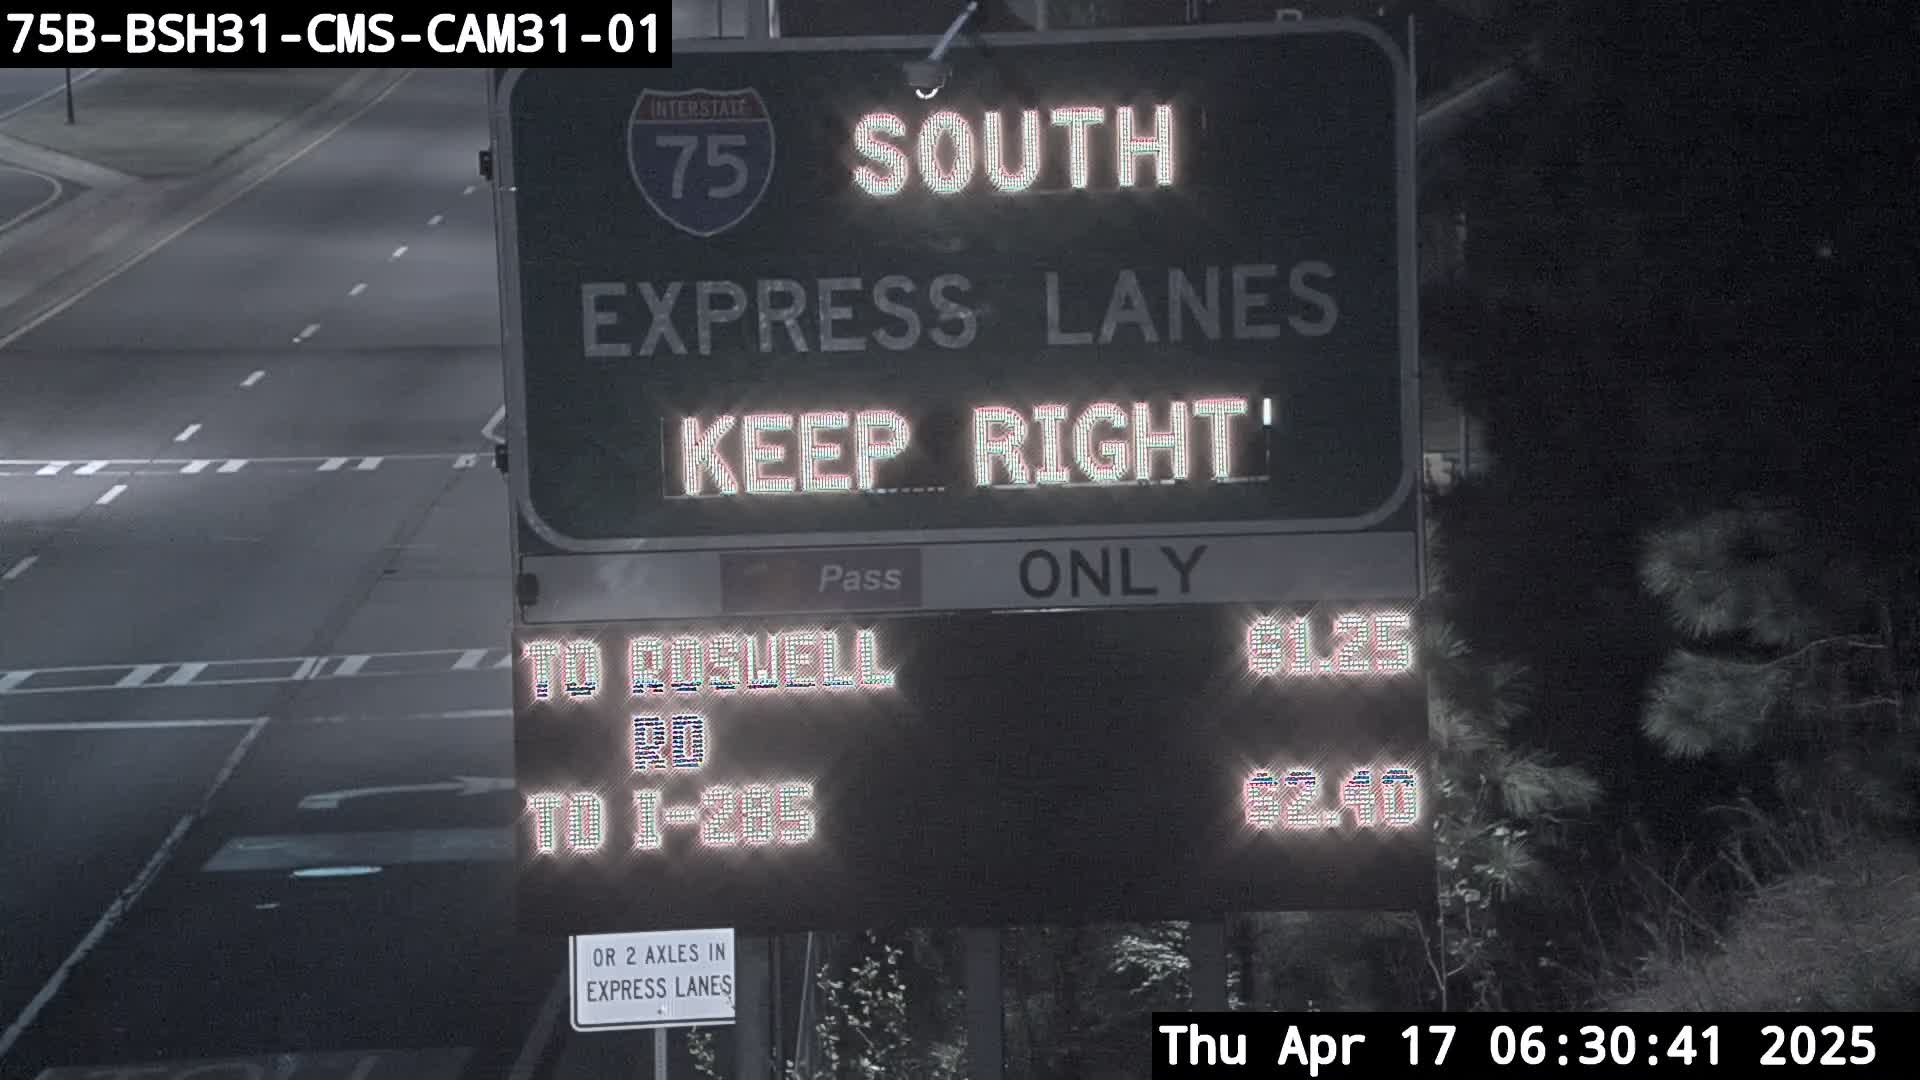 75B-BSH31-CMS-CAM31-01
INTERSTATE
75
SOUTH
EXPRESS LANES
KEEP RIGHT
Pass ONLY
TO ROSWELL $1.25
RD
TO I-285 $2.40
OR 2 AXLES IN
EXPRESS LANES
Thu Apr 17 06:30:41 2025